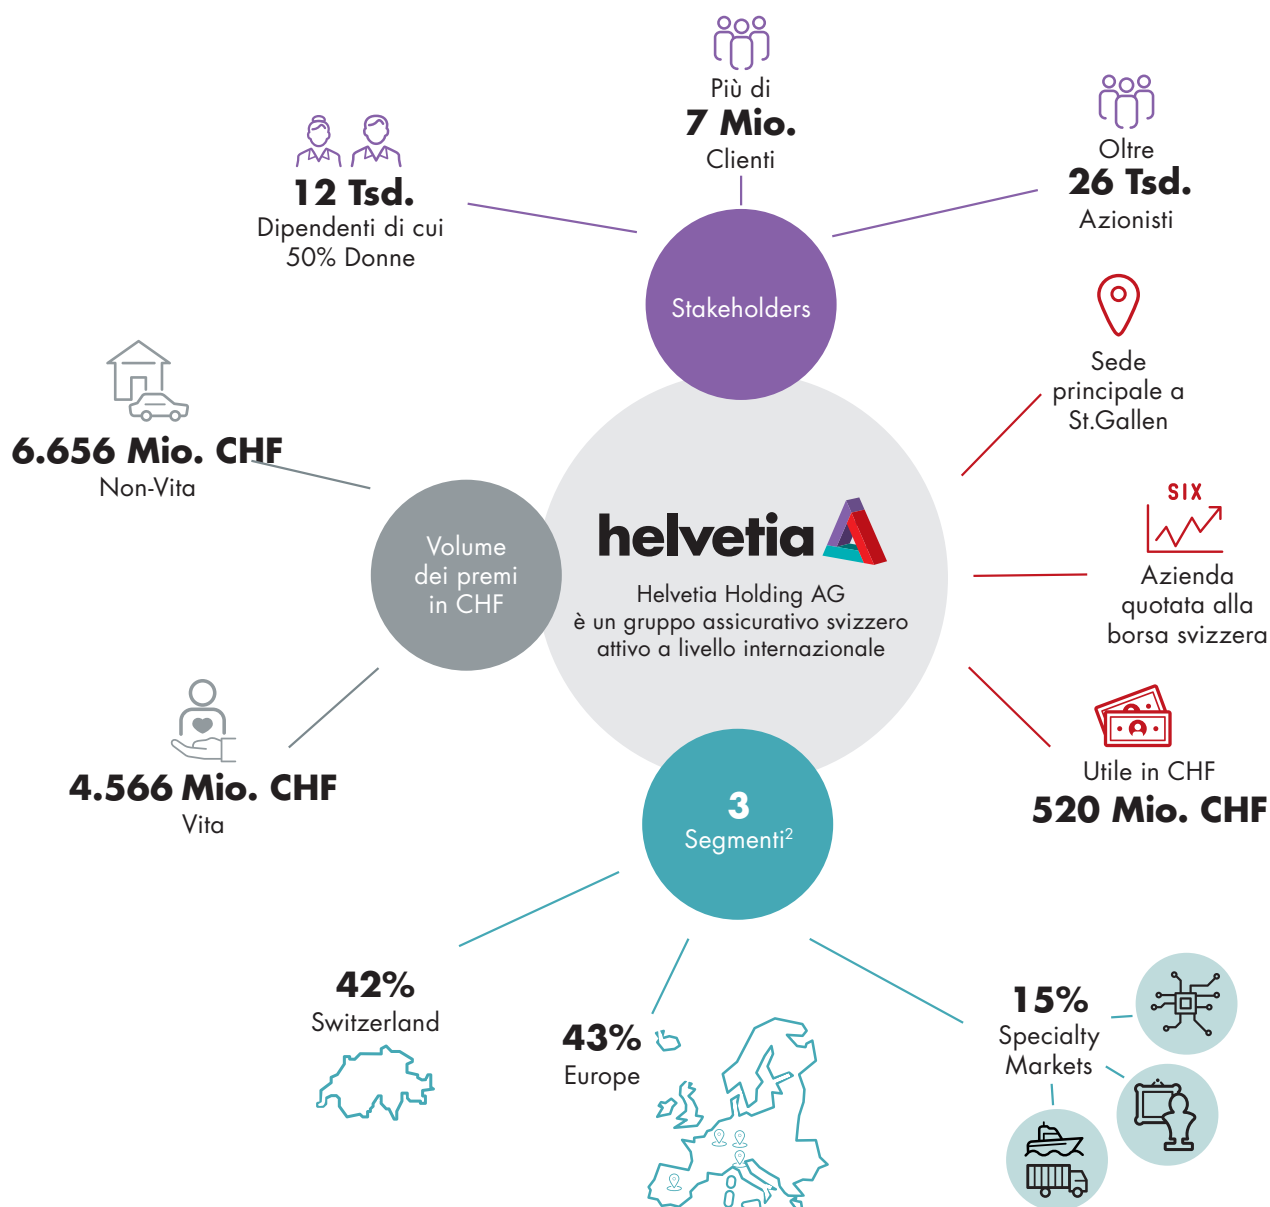 Più di
7 Mio.
Clienti
12 Tsd.
Dipendenti di cui
50% Donne
Oltre
26 Tsd.
Azionisti
Stakeholders
Sede
principale a
St.Gallen
6.656 Mio. CHF
Non-Vita
Volume
dei premi
in CHF
helvetia
Helvetia Holding AG
è un gruppo assicurativo svizzero
attivo a livello internazionale
SIX
Azienda
quotata alla
borsa svizzera
4.566 Mio. CHF
Vita
Utile in CHF
520 Mio. CHF
3
Segmenti²
42%
Switzerland
43%
Europe
15%
Specialty
Markets